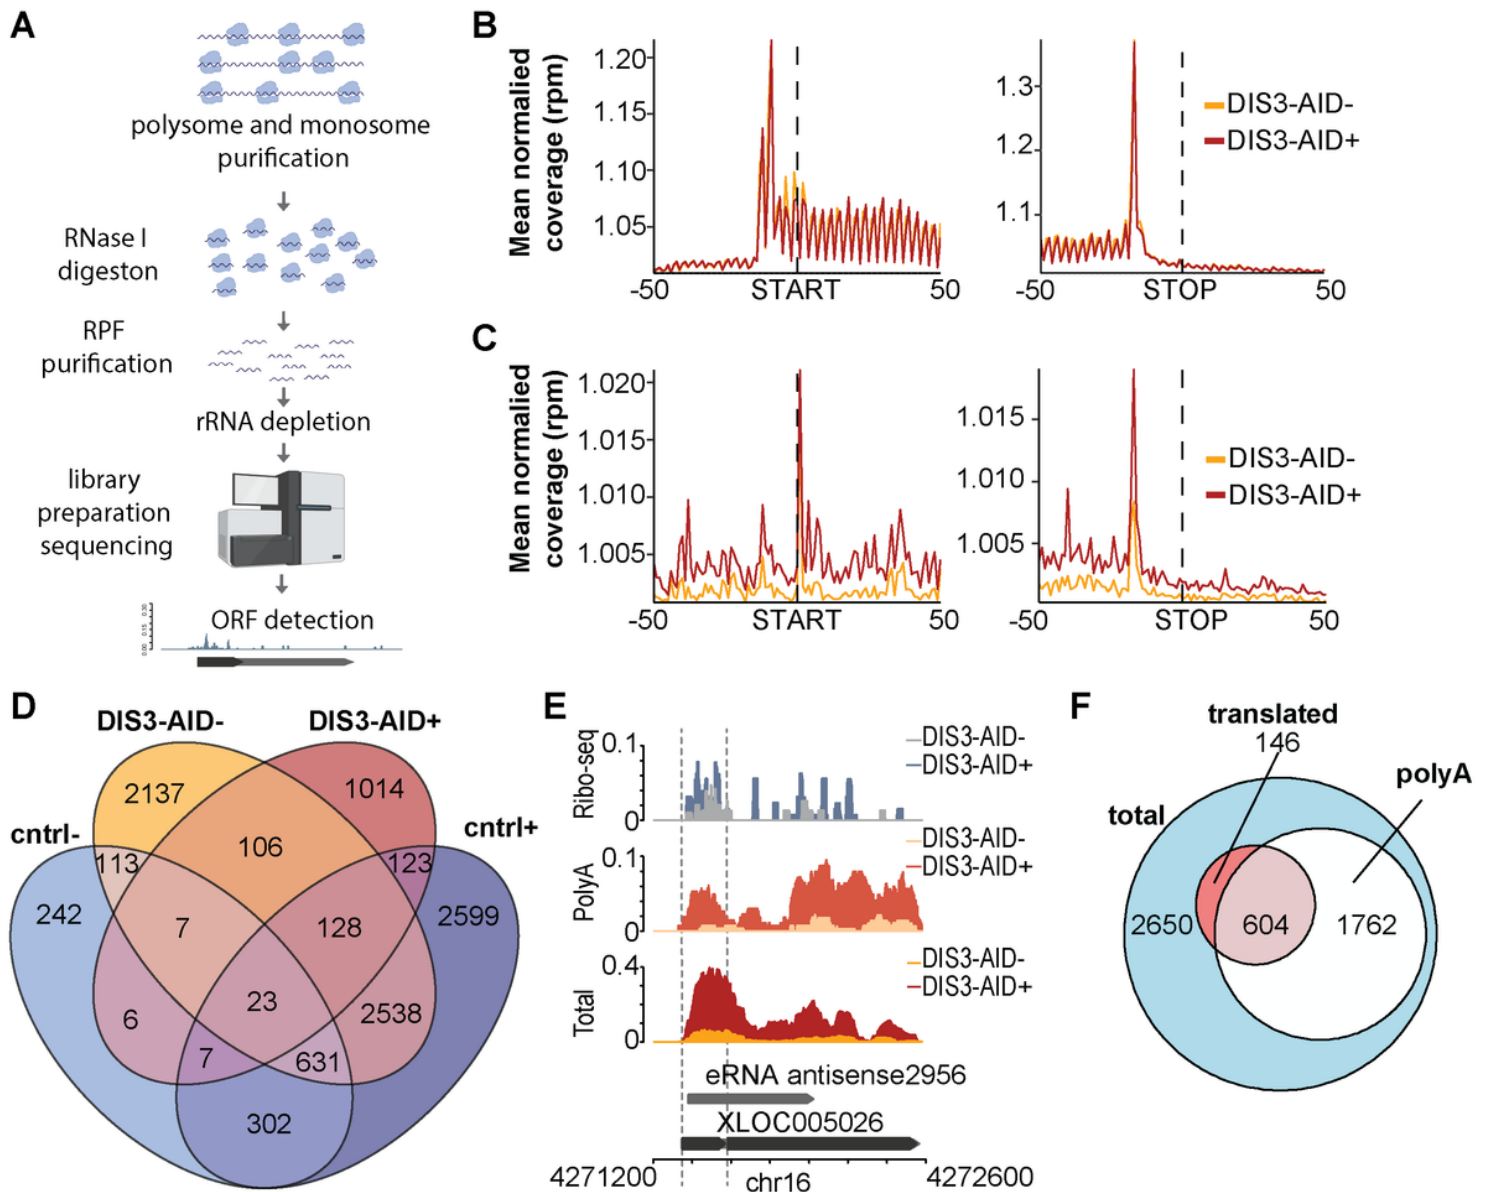 A
polysome and monosome
purification
RNase I
digeston
RPF
purification
rRNA depletion
library
preparation
sequencing
ORF detection
0.30
0.15
0.00
B
Mean normalied
coverage (rpm)
1.20
1.15
1.10
1.05
-50
START
50
1.3
1.2
1.1
-50
STOP
50
DIS3-AID-
DIS3-AID+
C
Mean normalied
coverage (rpm)
1.020
1.015
1.010
1.005
-50
START
50
1.015
1.010
1.005
-50
STOP
50
DIS3-AID-
DIS3-AID+
D
DIS3-AID-
DIS3-AID+
cntrl-
cntrl+
2137
1014
106
113
123
242
7
128
2599
6
23
2538
7
631
302
E
Ribo-seq
0.1
0
DIS3-AID-
DIS3-AID+
PolyA
0.1
0
DIS3-AID-
DIS3-AID+
Total
0.4
0
DIS3-AID-
DIS3-AID+
eRNA antisense2956
XLOC005026
4271200
chr16
4272600
F
translated
146
polyA
total
2650
604
1762